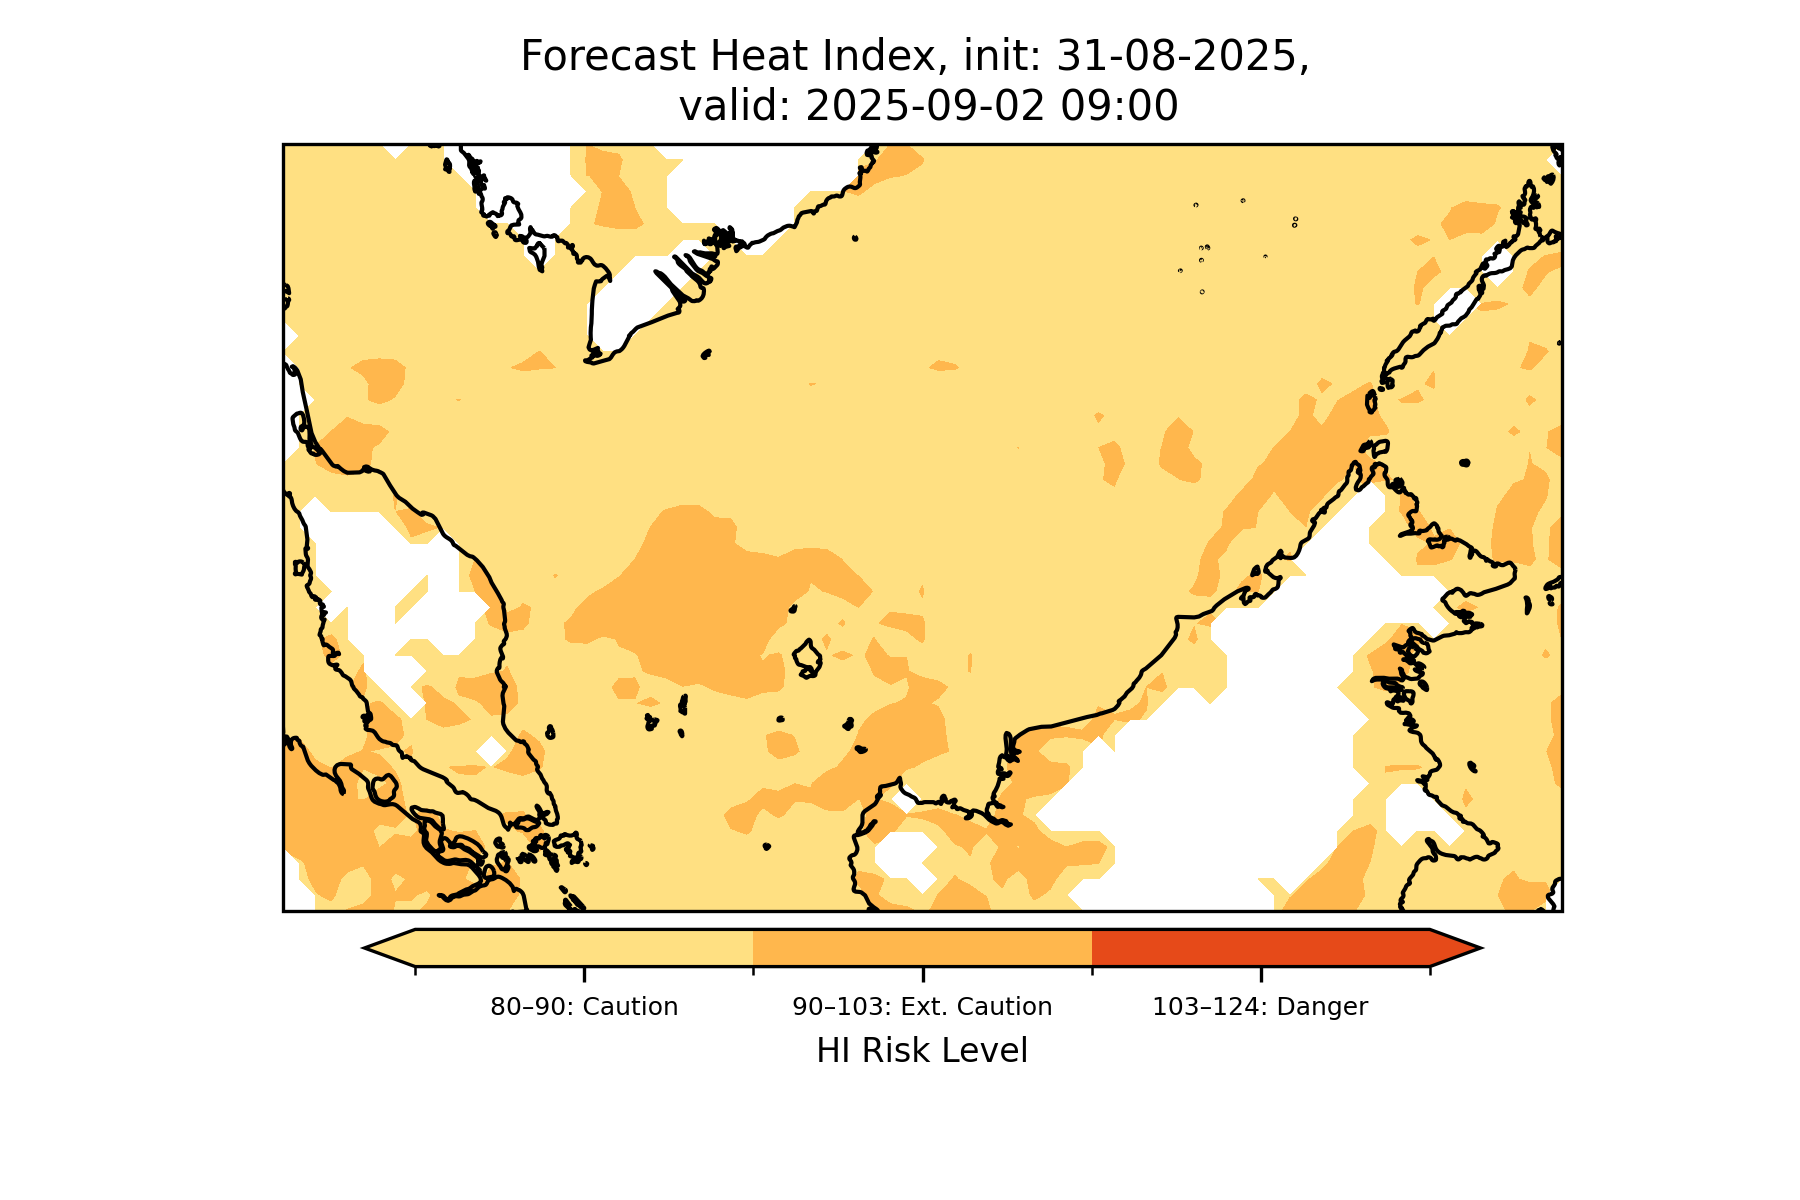 Forecast Heat Index, init: 31-08-2025,
valid: 2025-09-02 09:00
80–90: Caution
90–103: Ext. Caution
103–124: Danger
HI Risk Level